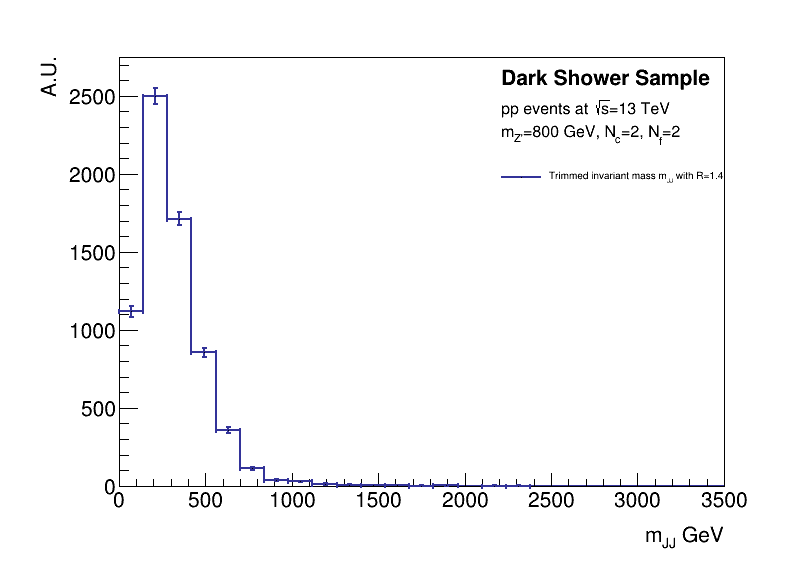 A.U.
Dark Shower Sample
pp events at √s=13 TeV
m_Z'=800 GeV, N_c=2, N_f=2
Trimmed invariant mass m_JJ with R=1.4
2500
2000
1500
1000
500
0
0 500 1000 1500 2000 2500 3000 3500
m_JJ GeV